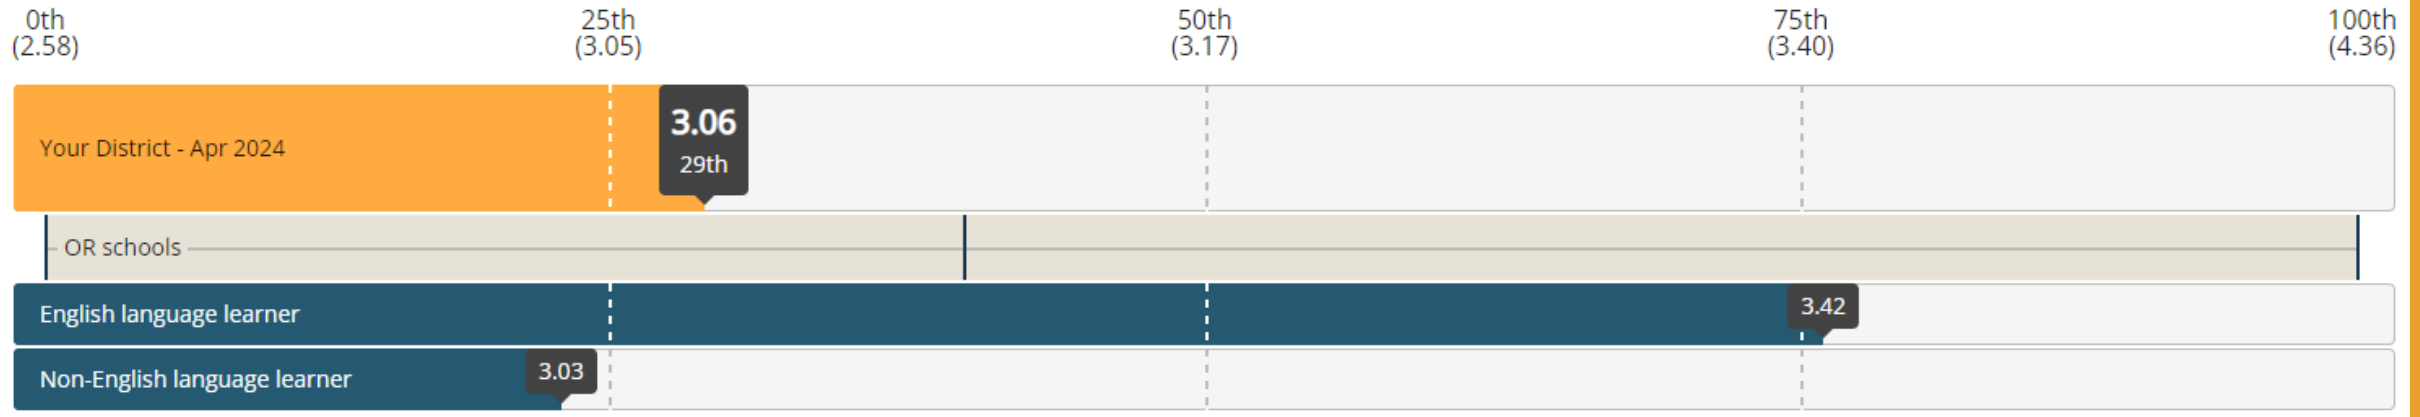 0th 25th 50th 75th 100th
(2.58) (3.05) (3.17) (3.40) (4.36)
Your District - Apr 2024
3.06
29th
OR schools
English language learner 3.42
Non-English language learner 3.03